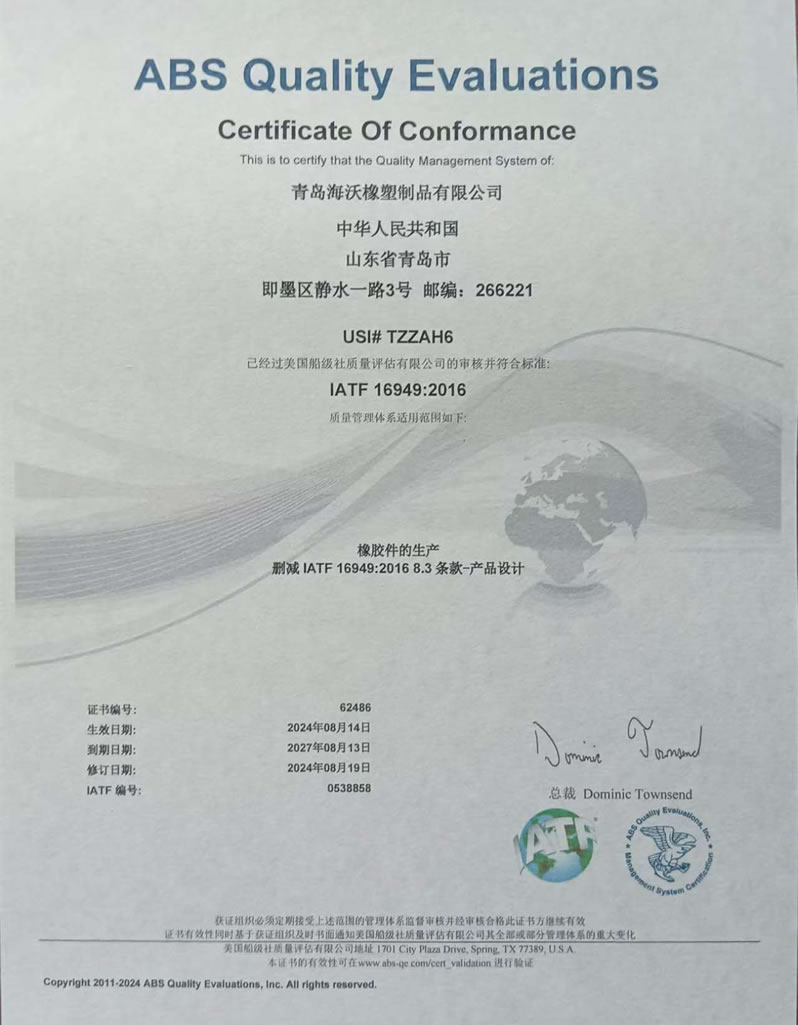 ABS Quality Evaluations
Certificate Of Conformance
This is to certify that the Quality Management System of:
青岛海沃橡塑制品有限公司
中华人民共和国
山东省青岛市
即墨区静水一路3号 邮编：266221
USI# TZZAH6
已经过美国船级社质量评估有限公司的审核并符合标准:
IATF 16949:2016
质量管理体系适用范围如下:
橡胶件的生产
删减 IATF 16949:2016 8.3 条款-产品设计
证书编号: 62486
生效日期: 2024年08月14日
到期日期: 2027年08月13日
修订日期: 2024年08月19日
IATF 编号: 0538858
Dominic Townsend
总裁 Dominic Townsend
IATF
ABS Quality Evaluations, Inc.
Management System Certification
获证组织必须定期接受上述范围的管理体系监督审核并经审核合格此证书方继续有效
证书有效性同时基于获证组织及时书面通知美国船级社质量评估有限公司其全部或部分管理体系的重大变化
美国船级社质量评估有限公司地址 1701 City Plaza Drive, Spring, TX 77389, U.S.A.
本证书的有效性可在www.abs-qe.com/cert_validation 进行验证
Copyright 2011-2024 ABS Quality Evaluations, Inc. All rights reserved.